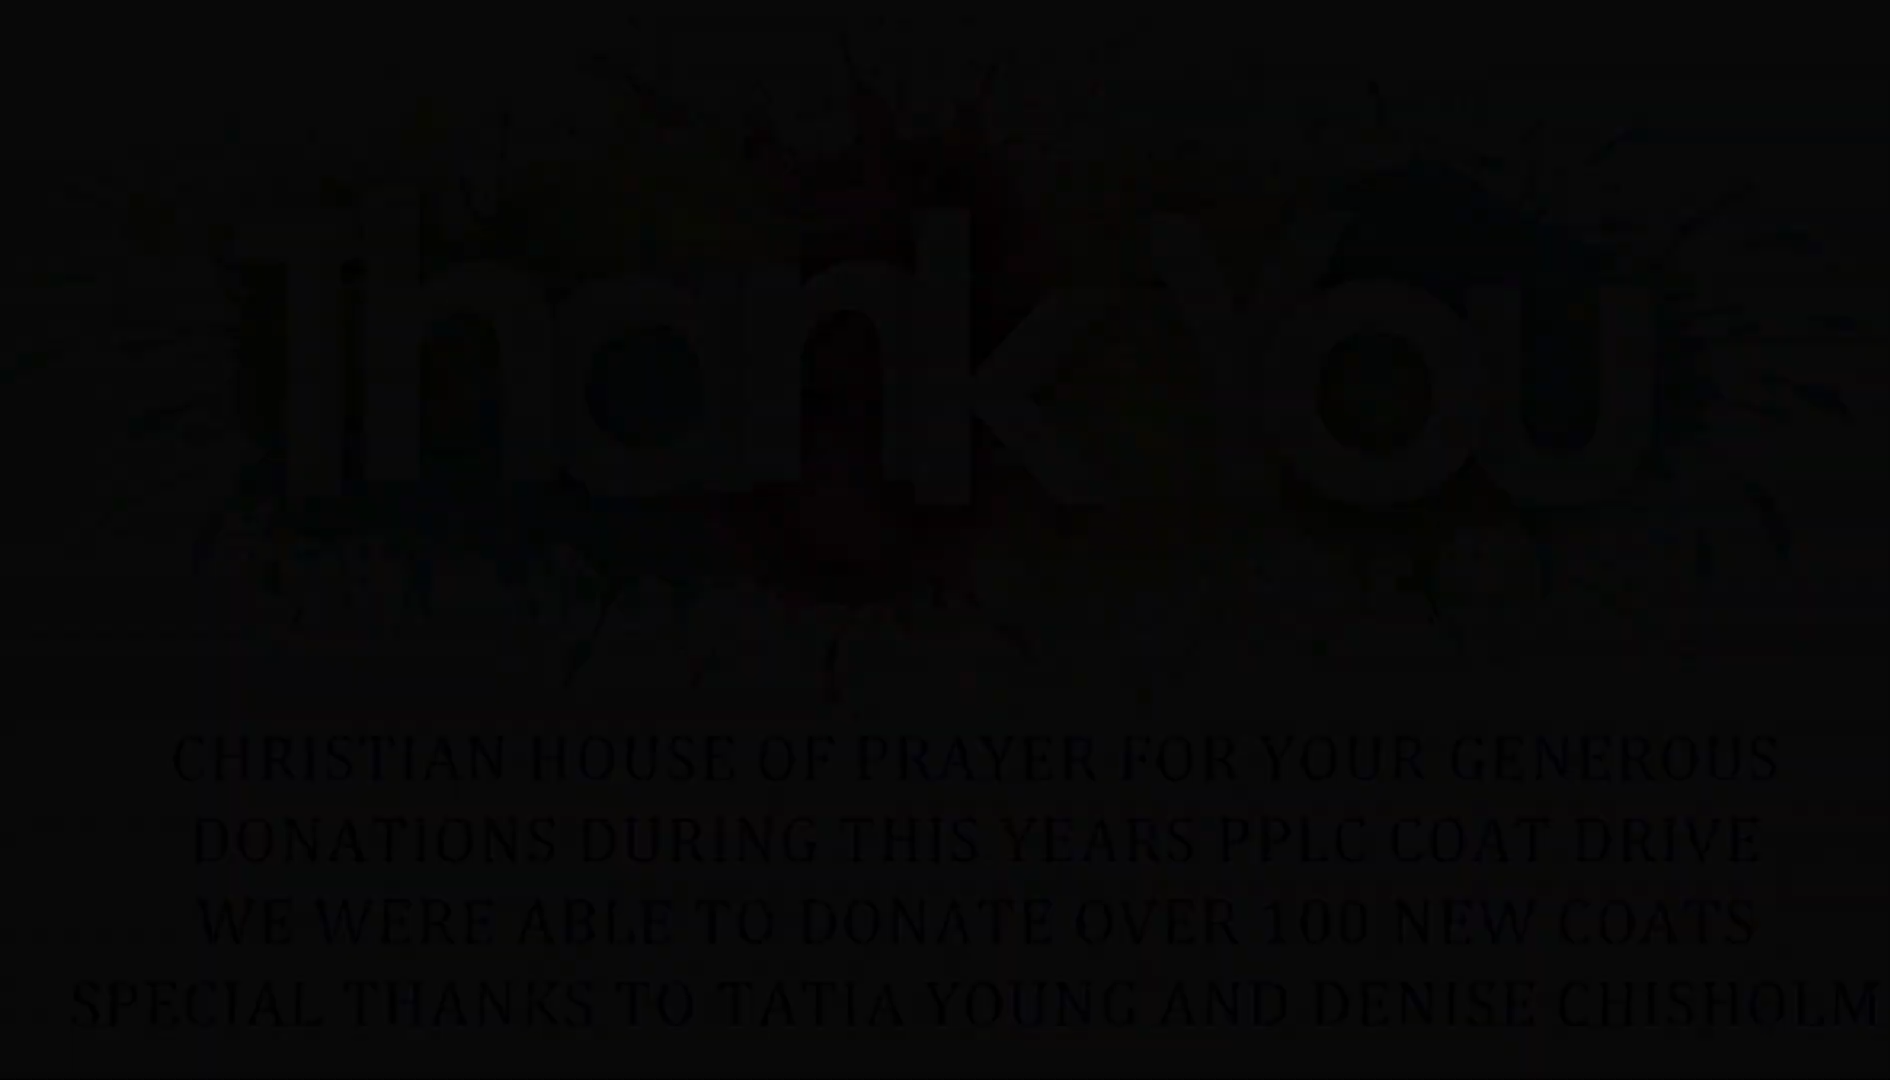 Thank You
CHRISTIAN HOUSE OF PRAYER FOR YOUR GENEROUS
DONATIONS DURING THIS YEARS PPLC COAT DRIVE
WE WERE ABLE TO DONATE OVER 100 NEW COATS
SPECIAL THANKS TO TATIA YOUNG AND DENISE CHISHOLM